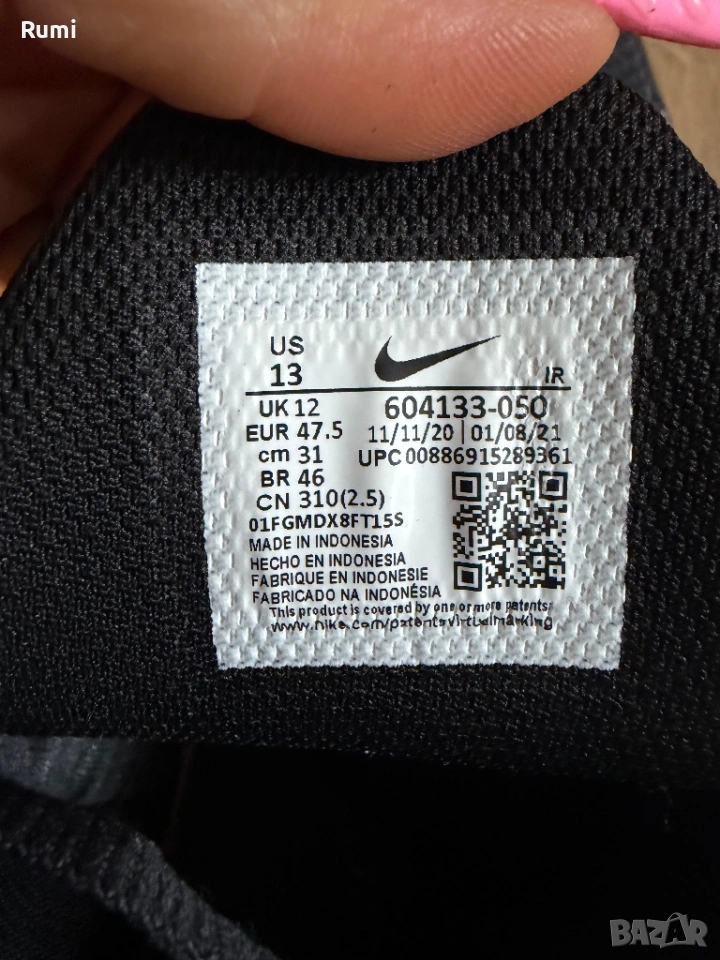 Rumi
US
13
IR
UK 12
604133-050
EUR 47.5
11/11/20 | 01/08/21
cm 31
UPC 00886915289361
BR 46
CN 310(2.5)
01FGMDX8FT15S
MADE IN INDONESIA
HECHO EN INDONESIA
FABRIQUE EN INDONESIE
FABRICADO NA INDONÉSIA
This product is covered by one or more patents:
www.nike.com/patentsvirtualmarking
BAZAR